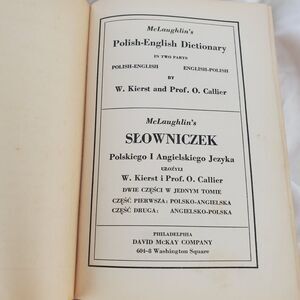 McLaughlin's
Polish-English Dictionary
IN TWO PARTS
POLISH-ENGLISH ENGLISH-POLISH
BY
W. Kierst and Prof. O. Callier
McLaughlin's
SŁOWNICZEK
Polskiego I Angielskiego Jezyka
UŁOŻYLI
W. Kierst i Prof. O. Callier
DWIE CZĘŚCI W JEDNYM TOMIE
CZĘŚĆ PIERWSZA: POLSKO-ANGIELSKA
CZĘŚĆ DRUGA: ANGIELSKO-POLSKA
PHILADELPHIA
DAVID McKAY COMPANY
604-8 Washington Square